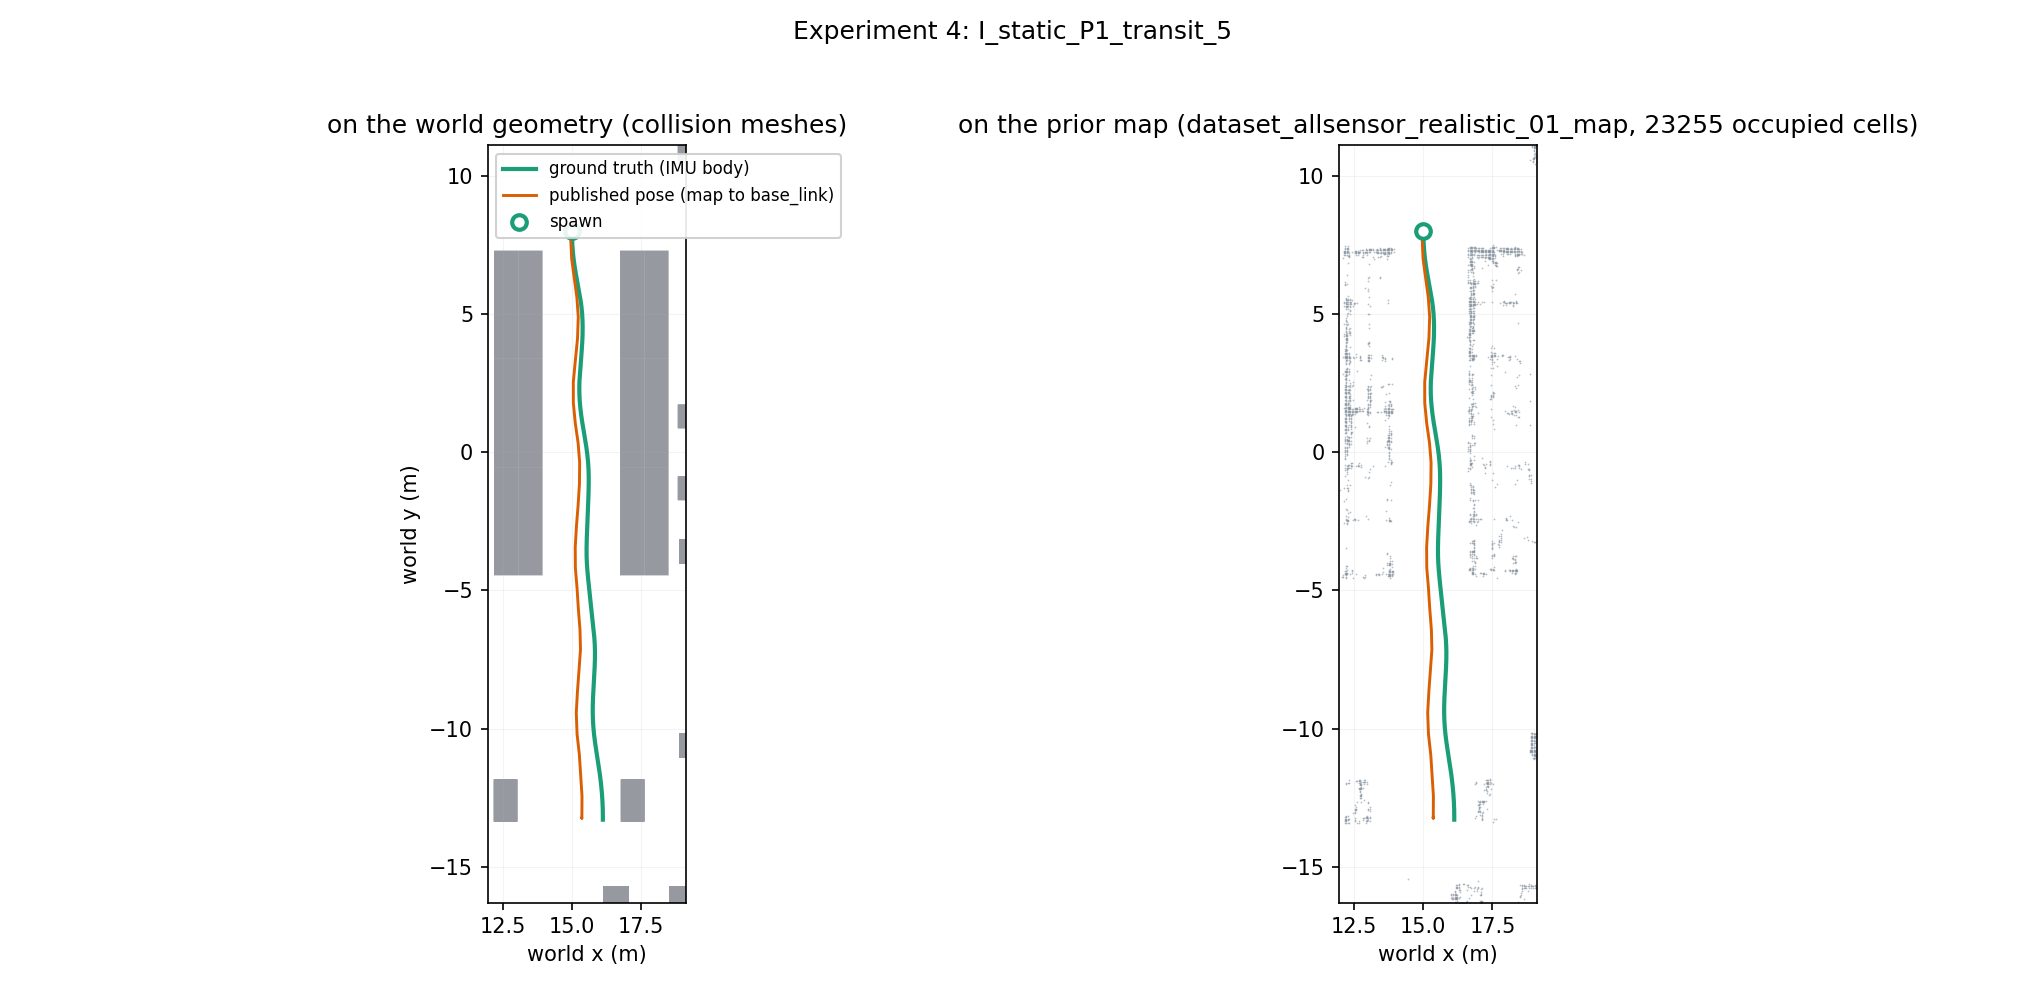 Experiment 4: I_static_P1_transit_5
on the world geometry (collision meshes)
ground truth (IMU body)
published pose (map to base_link)
spawn
10
5
0
−5
−10
−15
world y (m)
12.5 15.0 17.5
world x (m)
on the prior map (dataset_allsensor_realistic_01_map, 23255 occupied cells)
10
5
0
−5
−10
−15
12.5 15.0 17.5
world x (m)